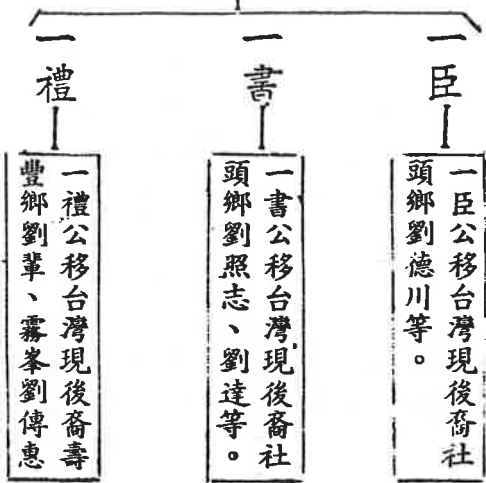 一臣
一臣公移台灣現後裔社
頭鄉劉德川等。
一書
一書公移台灣現後裔社
頭鄉劉照志、劉達等。
一禮
一禮公移台灣現後裔壽
豐鄉劉輩、霧峯劉傳惠